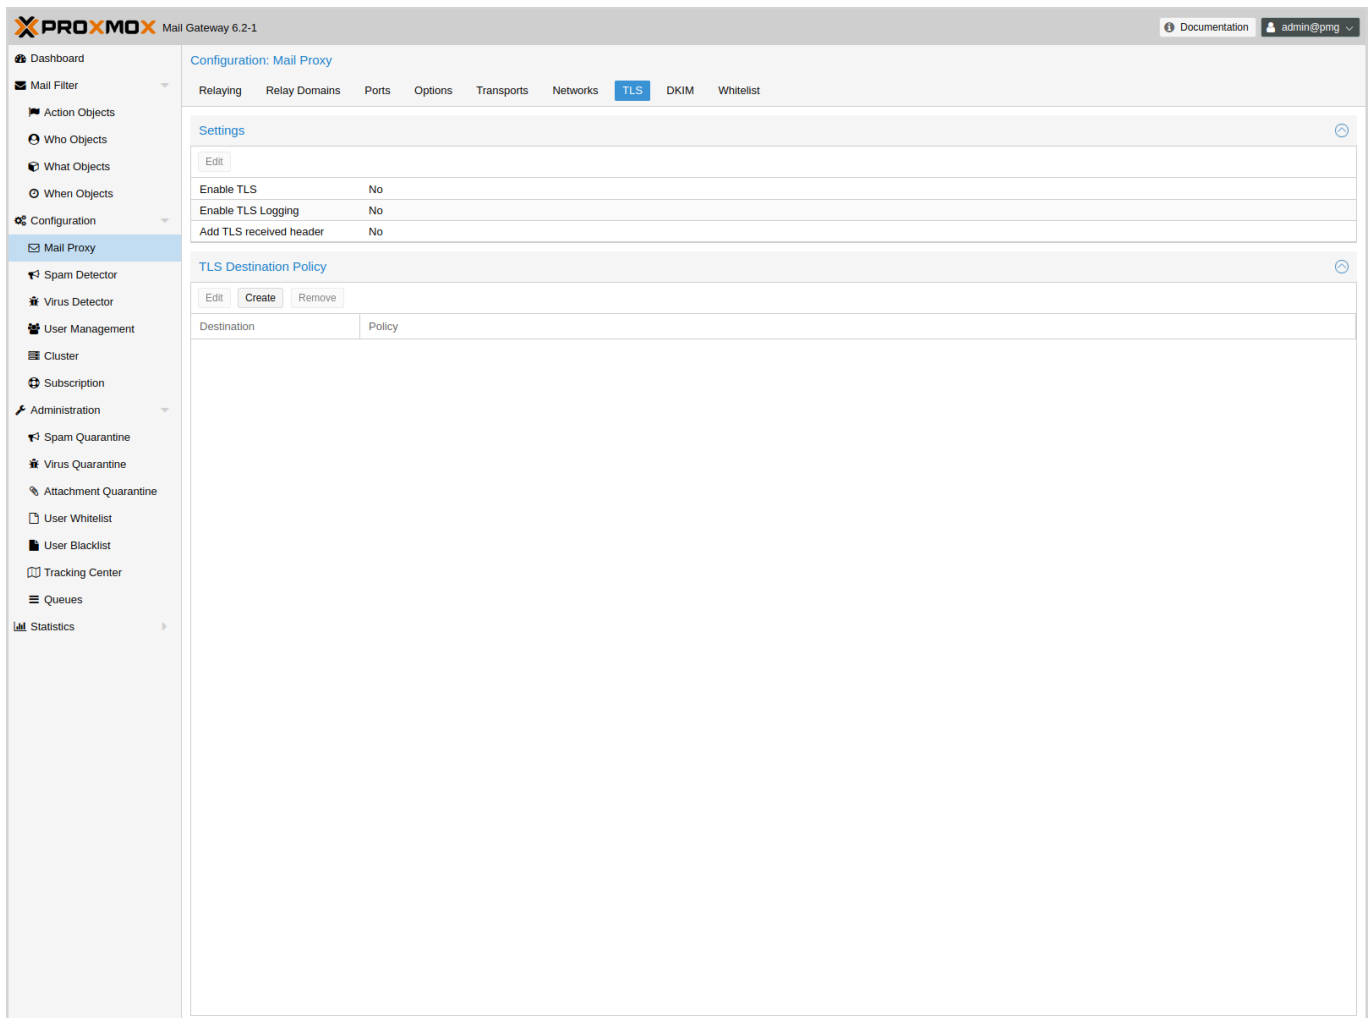 PROXMOX Mail Gateway 6.2-1
Documentation
admin@pmg
Dashboard
Mail Filter
Action Objects
Who Objects
What Objects
When Objects
Configuration
Mail Proxy
Spam Detector
Virus Detector
User Management
Cluster
Subscription
Administration
Spam Quarantine
Virus Quarantine
Attachment Quarantine
User Whitelist
User Blacklist
Tracking Center
Queues
Statistics
Configuration: Mail Proxy
Relaying Relay Domains Ports Options Transports Networks TLS DKIM Whitelist
Settings
Edit
Enable TLS No
Enable TLS Logging No
Add TLS received header No
TLS Destination Policy
Edit Create Remove
Destination Policy